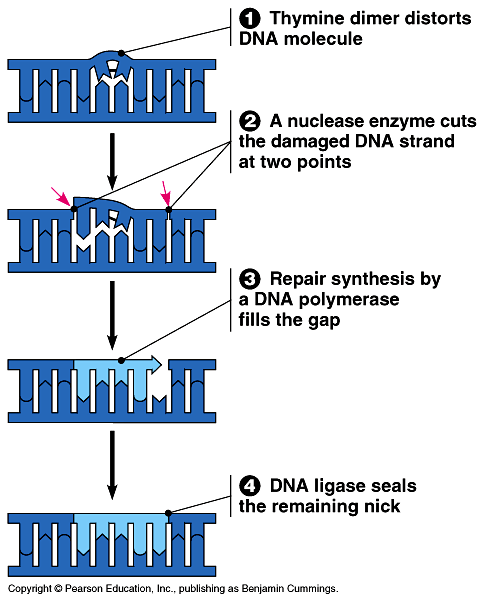 1 Thymine dimer distorts
DNA molecule
2 A nuclease enzyme cuts
the damaged DNA strand
at two points
3 Repair synthesis by
a DNA polymerase
fills the gap
4 DNA ligase seals
the remaining nick
Copyright © Pearson Education, Inc., publishing as Benjamin Cummings.